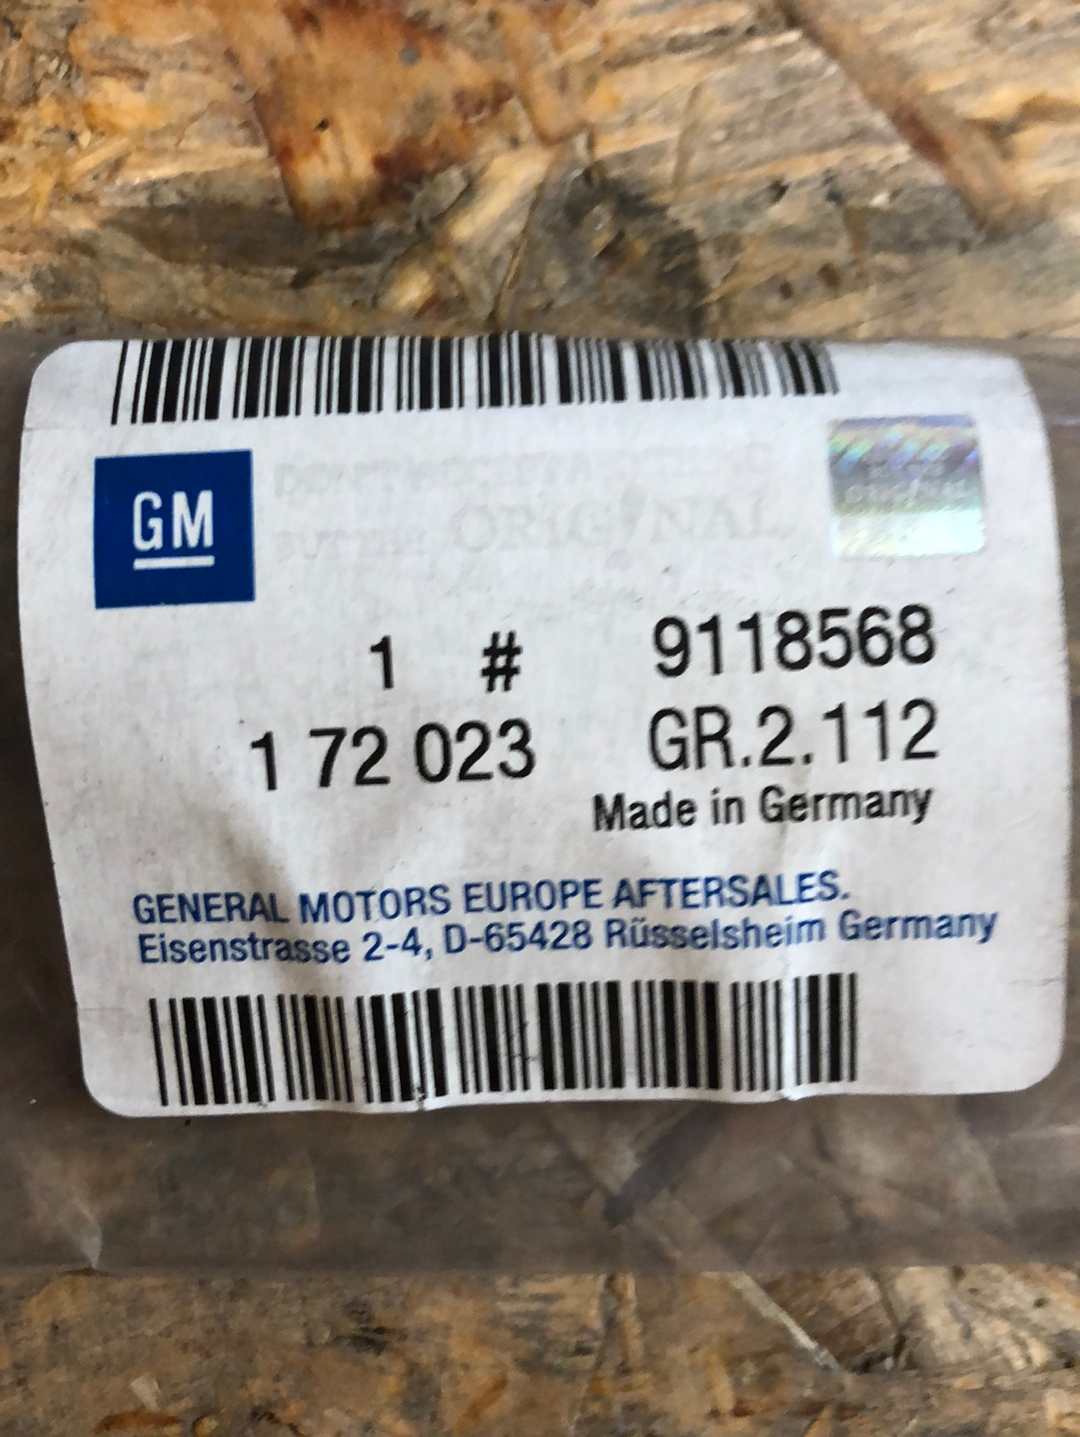 GM
ORIGINAL
1 # 9118568
1 72 023 GR.2.112
Made in Germany
GENERAL MOTORS EUROPE AFTERSALES.
Eisenstrasse 2-4, D-65428 Rüsselsheim Germany